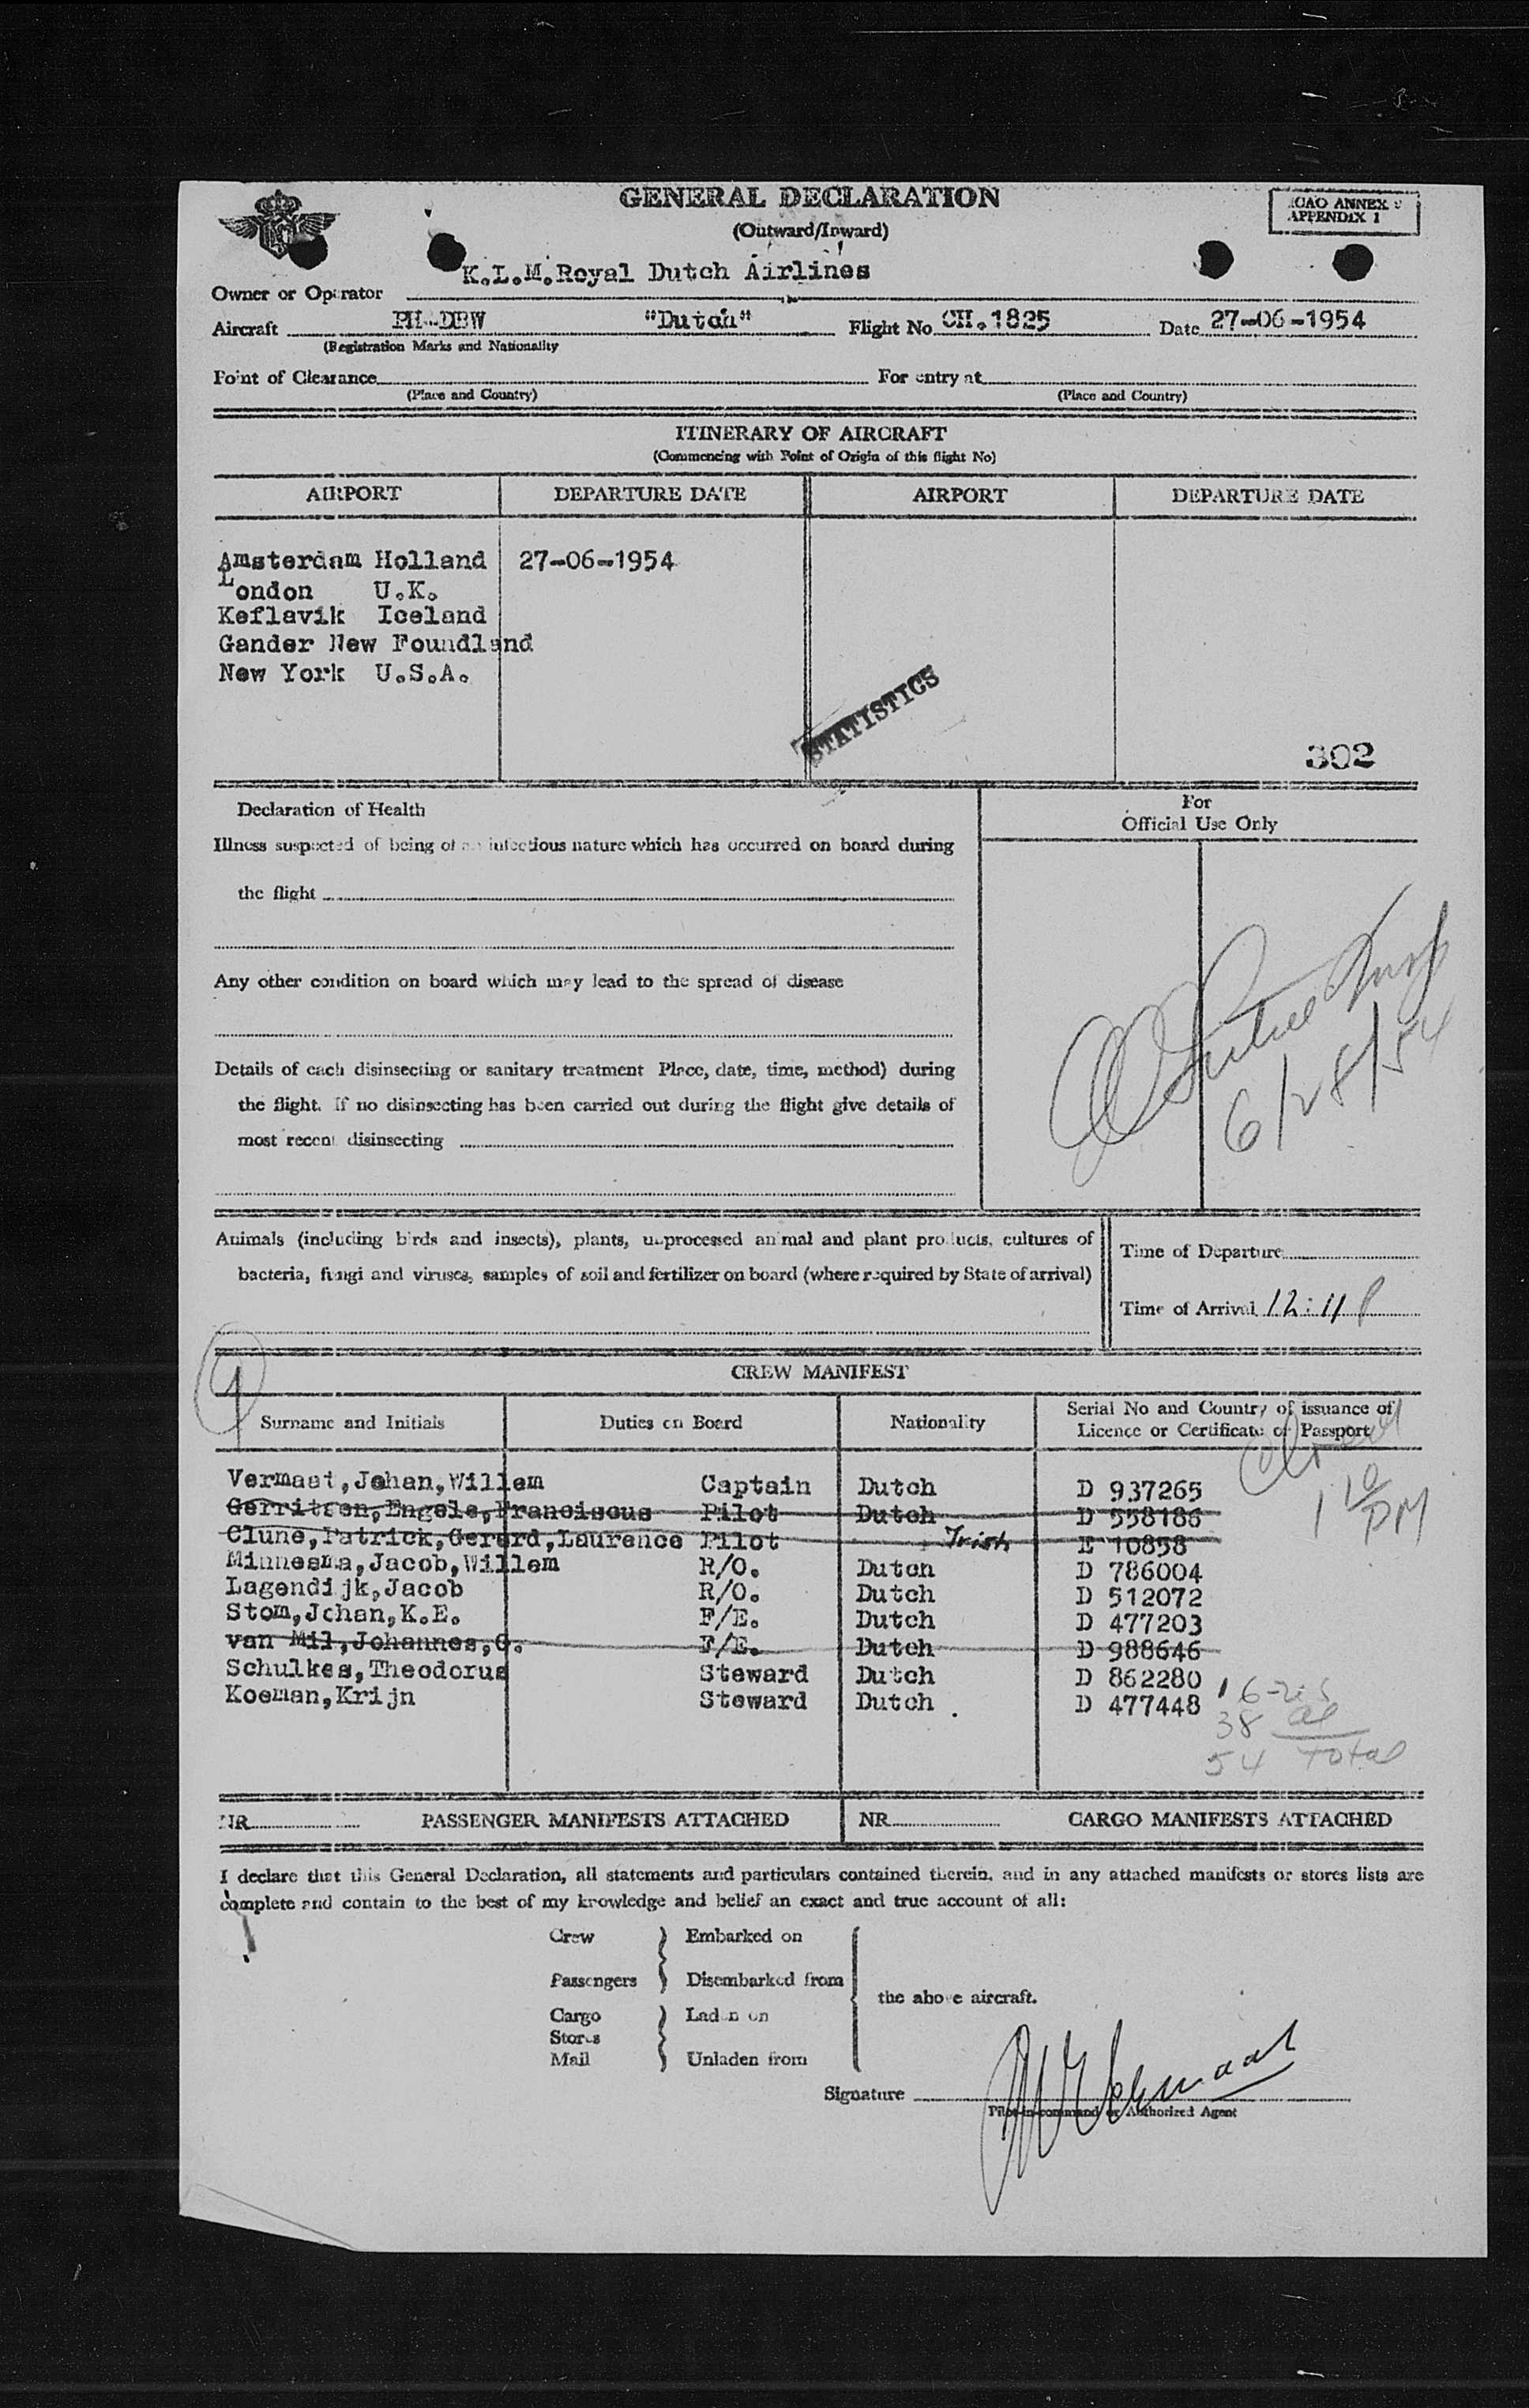 GENERAL DECLARATION
(Outward/Inward)
ICAO ANNEX 9
APPENDIX 1
K.L.M.Royal Dutch Airlines
Owner or Operator
Aircraft PH-DBW "Dutch" Flight No. CH.1825 Date 27-06-1954
(Registration Marks and Nationality
Point of Clearance For entry at
(Place and Country) (Place and Country)
ITINERARY OF AIRCRAFT
(Commencing with Point of Origin of this flight No)
AIRPORT DEPARTURE DATE AIRPORT DEPARTURE DATE
Amsterdam Holland 27-06-1954
London U.K.
Keflavik Iceland
Gander New Foundland
New York U.S.A.
STATISTICS
302
Declaration of Health
For
Official Use Only
Illness suspected of being of an infectious nature which has occurred on board during
the flight
Any other condition on board which may lead to the spread of disease
Details of each disinsecting or sanitary treatment Place, date, time, method) during
the flight. If no disinsecting has been carried out during the flight give details of
most recent disinsecting
6/28/54
Animals (including birds and insects), plants, unprocessed animal and plant products, cultures of
bacteria, fungi and viruses, samples of soil and fertilizer on board (where required by State of arrival)
Time of Departure
Time of Arrival 12:11 P
9
CREW MANIFEST
Surname and Initials Duties on Board Nationality Serial No and Country of issuance of
Licence or Certificate or Passport
Vermaat,Johan,Willem Captain Dutch D 937265
Gerritsen,Engele,Franciscus Pilot Dutch D 558186
Clune,Patrick,Gererd,Laurence Pilot Irish E 10858
Minnesma,Jacob,Willem R/O. Dutch D 786004
Lagendijk,Jacob R/O. Dutch D 512072
Stom,Johan,K.E. F/E. Dutch D 477203
van Mil,Johannes,G. F/E. Dutch D 988646
Schulkes,Theodorus Steward Dutch D 862280
Koeman,Krijn Steward Dutch D 477448
1 10 PM
38 al
54 Total
NR PASSENGER MANIFESTS ATTACHED NR CARGO MANIFESTS ATTACHED
I declare that this General Declaration, all statements and particulars contained therein, and in any attached manifests or stores lists are
complete and contain to the best of my knowledge and belief an exact and true account of all:
Crew Embarked on
Passengers Disembarked from
the above aircraft.
Cargo Laden on
Stores
Mail Unladen from
Signature
Pilot-in-command or Authorized Agent